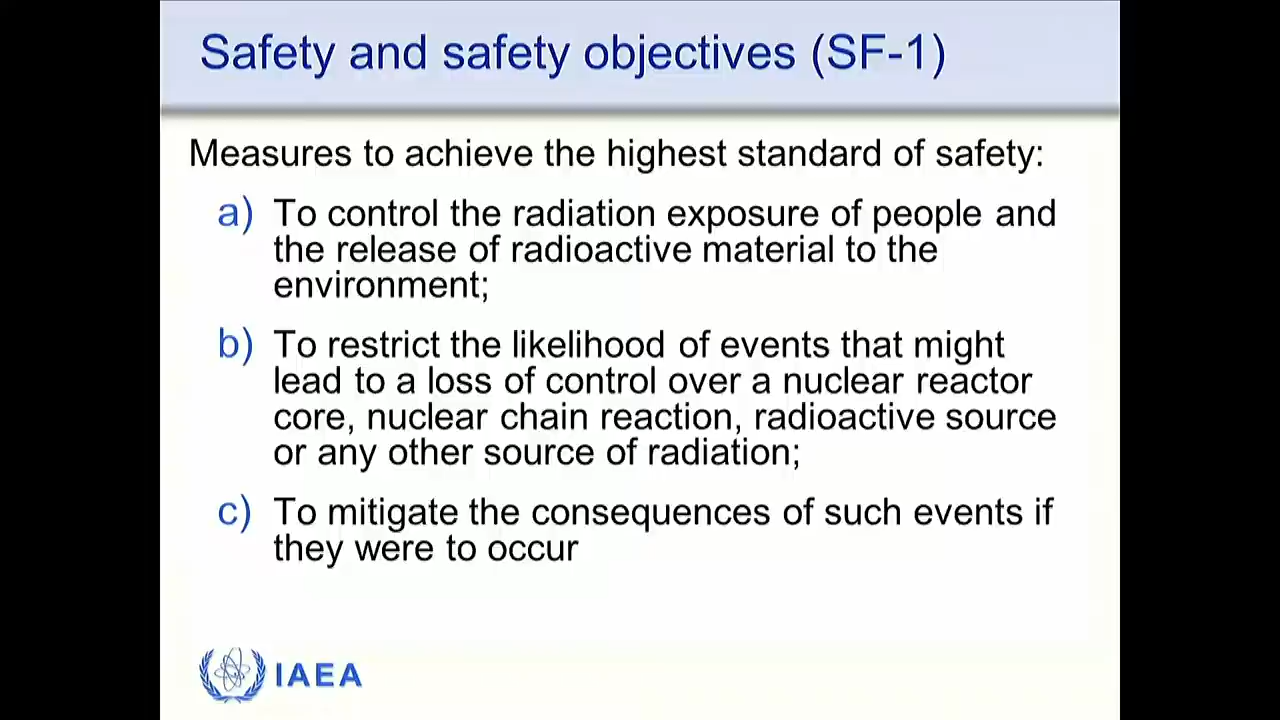 Safety and safety objectives (SF-1)
Measures to achieve the highest standard of safety:
a) To control the radiation exposure of people and
the release of radioactive material to the
environment;
b) To restrict the likelihood of events that might
lead to a loss of control over a nuclear reactor
core, nuclear chain reaction, radioactive source
or any other source of radiation;
c) To mitigate the consequences of such events if
they were to occur
IAEA